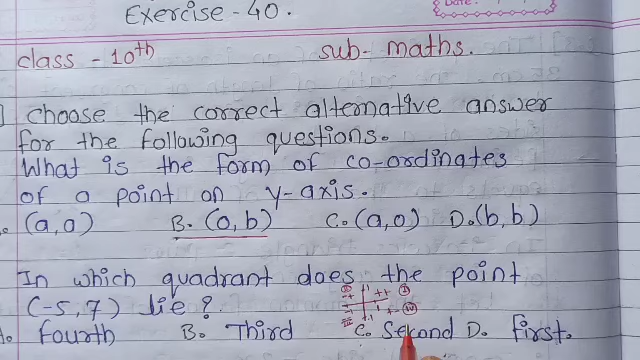 Date:
Exercise - 40.
class - 10th sub- maths.
choose the correct alternative answer
for the following questions.
What is the form of co-ordinates
of a point on y-axis.
(a,a) B. (0,b) C. (a,0) D. (b,b)
In which quadrant does the point
(-5,7) lie?
fourth B. Third C. Second D. first.